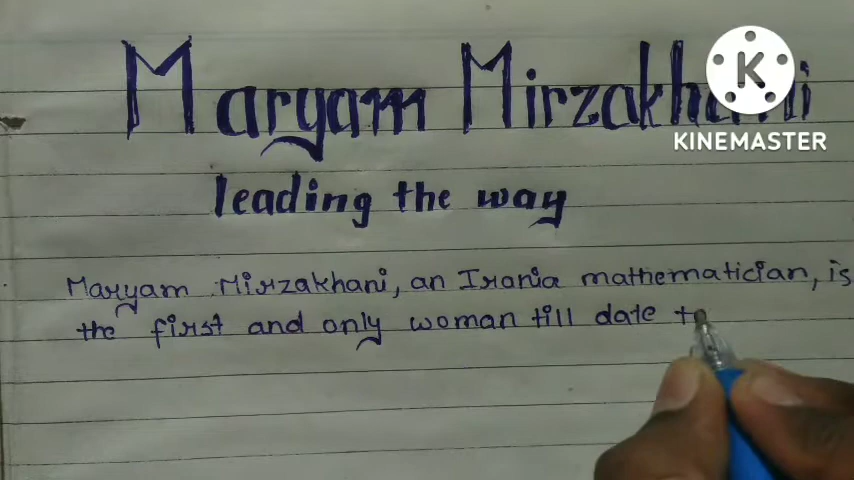 Maryam Mirzakhani
KINEMASTER
leading the way
Maryam Mirzakhani, an Irania mathematician, is
the first and only woman till date t